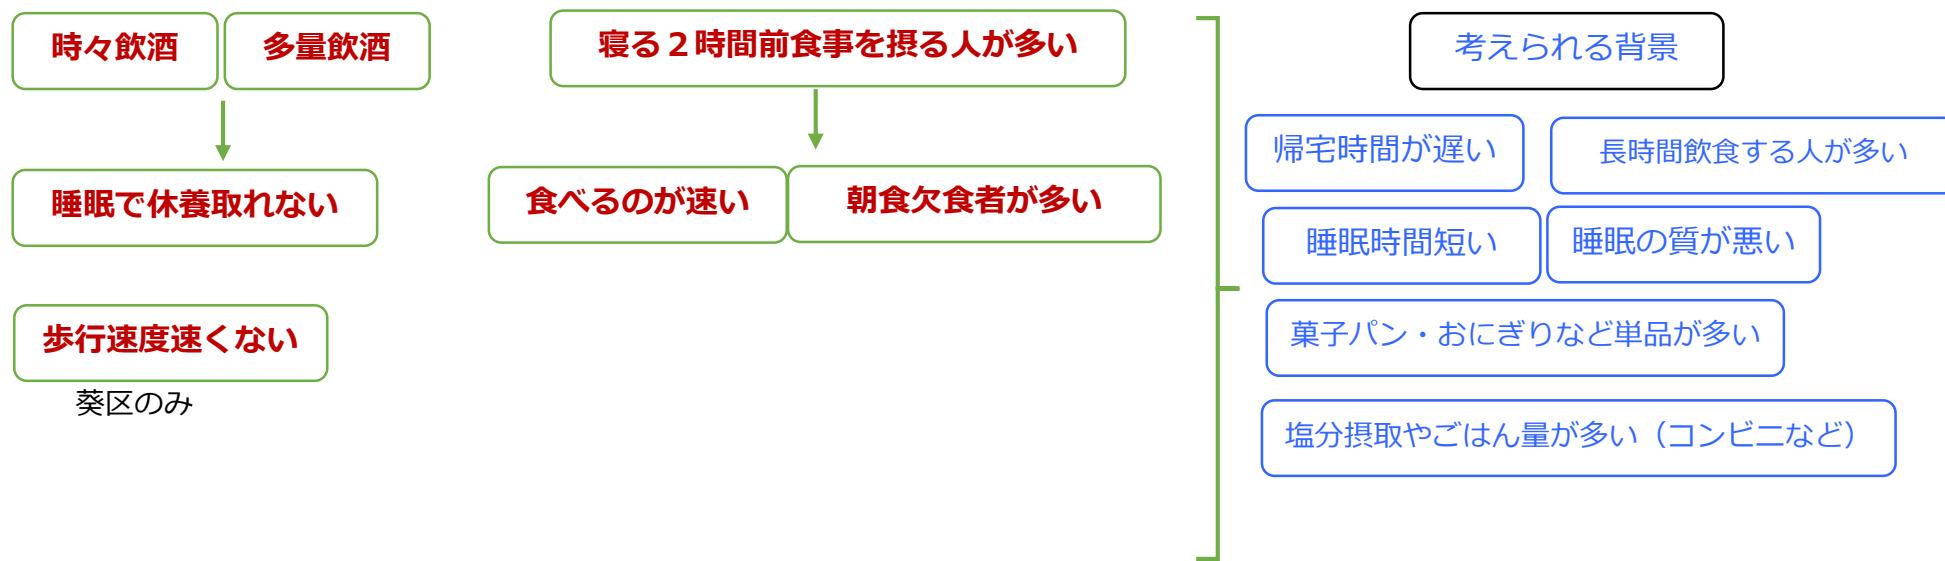 時々飲酒
多量飲酒
寝る２時間前食事を摂る人が多い
考えられる背景
帰宅時間が遅い
長時間飲食する人が多い
睡眠で休養取れない
食べるのが速い
朝食欠食者が多い
睡眠時間短い
睡眠の質が悪い
歩行速度速くない
葵区のみ
菓子パン・おにぎりなど単品が多い
塩分摂取やごはん量が多い（コンビニなど）